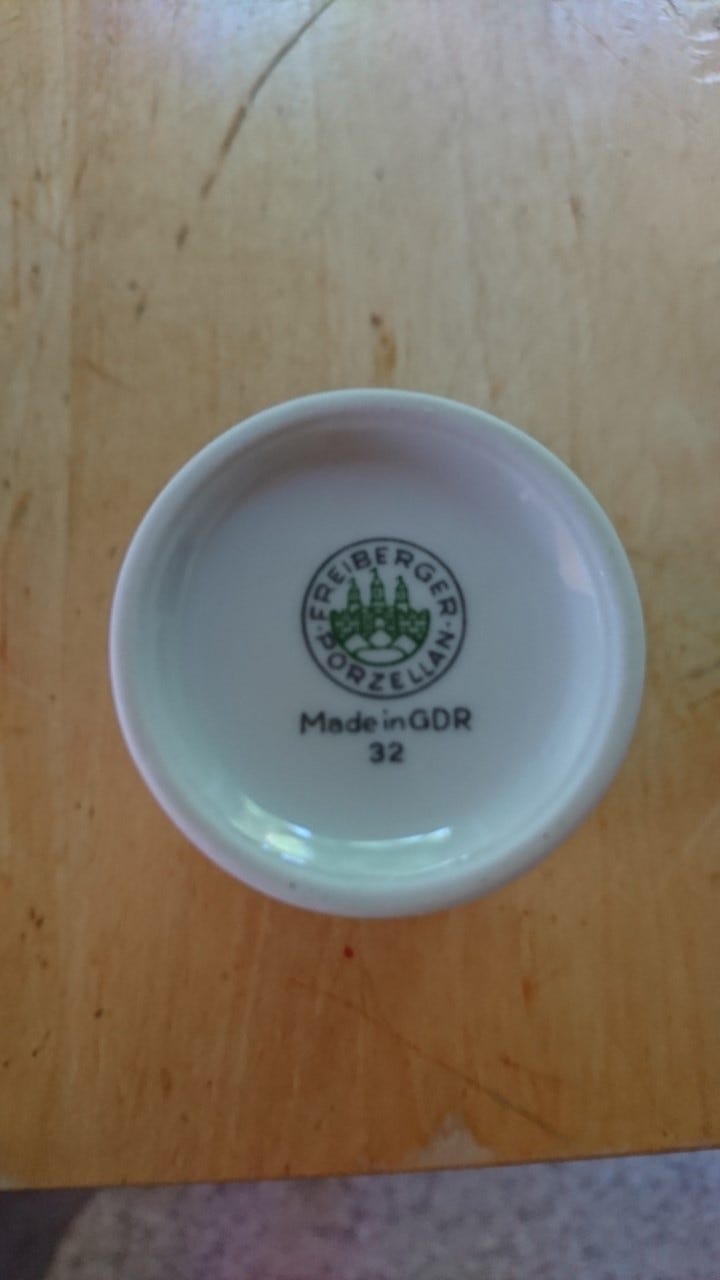 FREIBERGER
PORZELLAN
Made in GDR
32